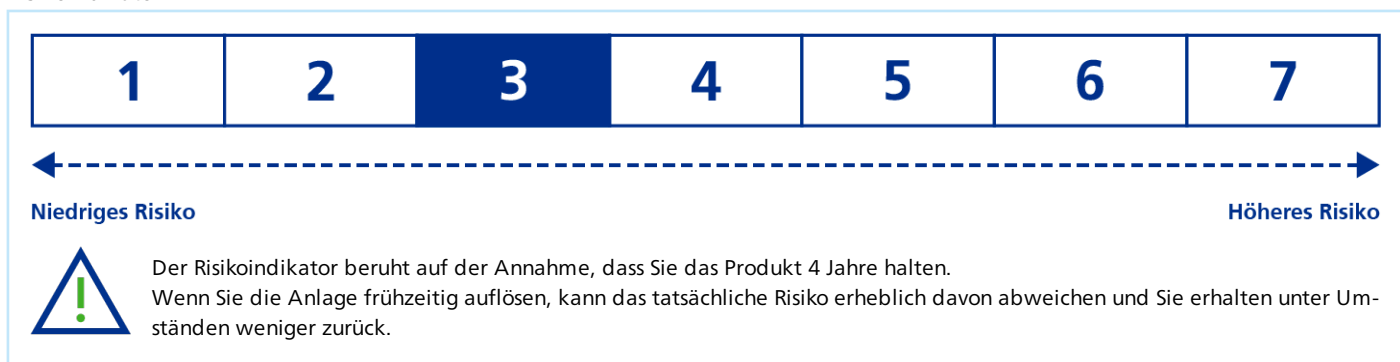 1 2 3 4 5 6 7
Niedriges Risiko Höheres Risiko
Der Risikoindikator beruht auf der Annahme, dass Sie das Produkt 4 Jahre halten.
Wenn Sie die Anlage frühzeitig auflösen, kann das tatsächliche Risiko erheblich davon abweichen und Sie erhalten unter Um-
ständen weniger zurück.